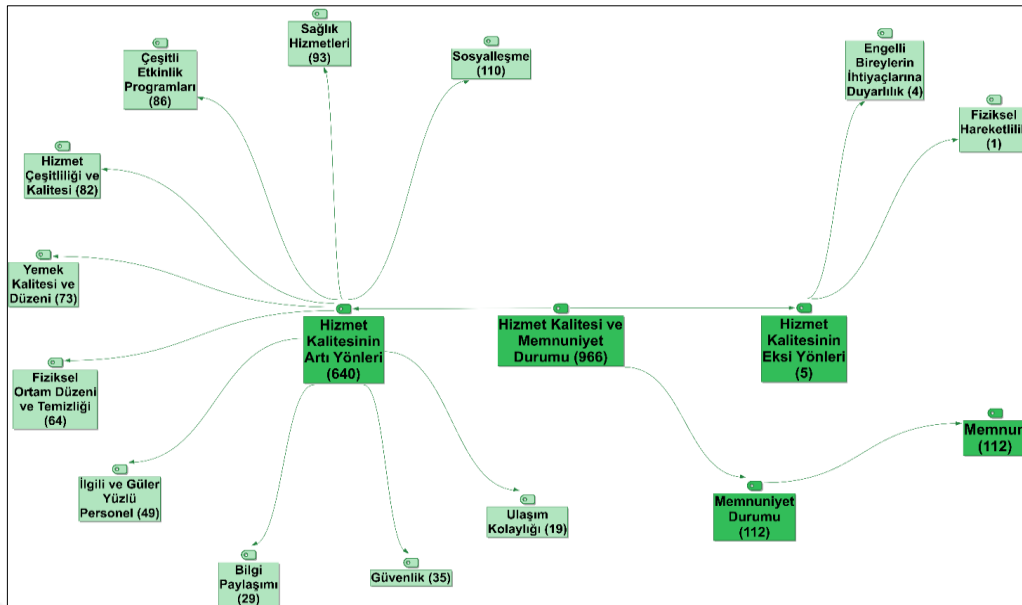 Sağlık
Hizmetleri
(93)
Sosyalleşme
(110)
Çeşitli
Etkinlik
Programları
(86)
Engelli
Bireylerin
İhtiyaçlarına
Duyarlılık (4)
Fiziksel
Hareketlilik
(1)
Hizmet
Çeşitliliği ve
Kalitesi (82)
Yemek
Kalitesi ve
Düzeni (73)
Hizmet
Kalitesinin
Artı Yönleri
(640)
Hizmet Kalitesi ve
Memnuniyet
Durumu (966)
Hizmet
Kalitesinin
Eksi Yönleri
(5)
Fiziksel
Ortam Düzeni
ve Temizliği
(64)
Memnun
(112)
İlgili ve Güler
Yüzlü
Personel (49)
Ulaşım
Kolaylığı (19)
Memnuniyet
Durumu
(112)
Bilgi
Paylaşımı
(29)
Güvenlik (35)